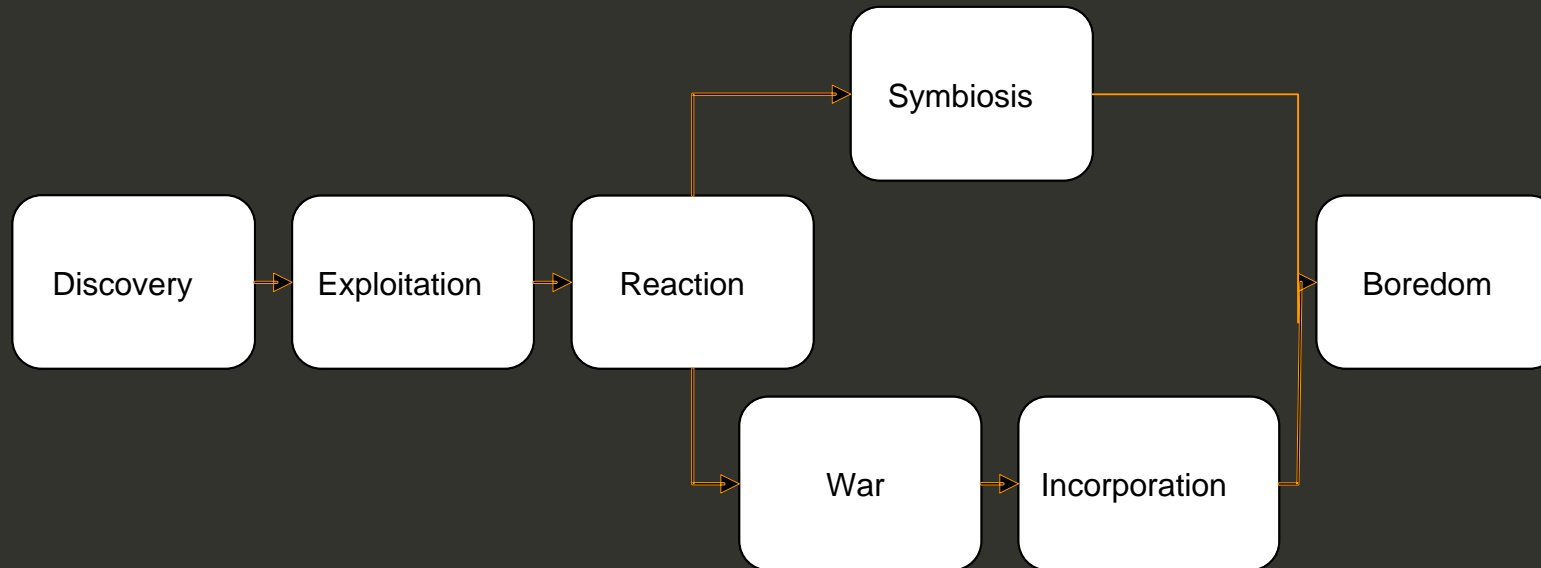 Symbiosis
Discovery
Exploitation
Reaction
Boredom
War
Incorporation